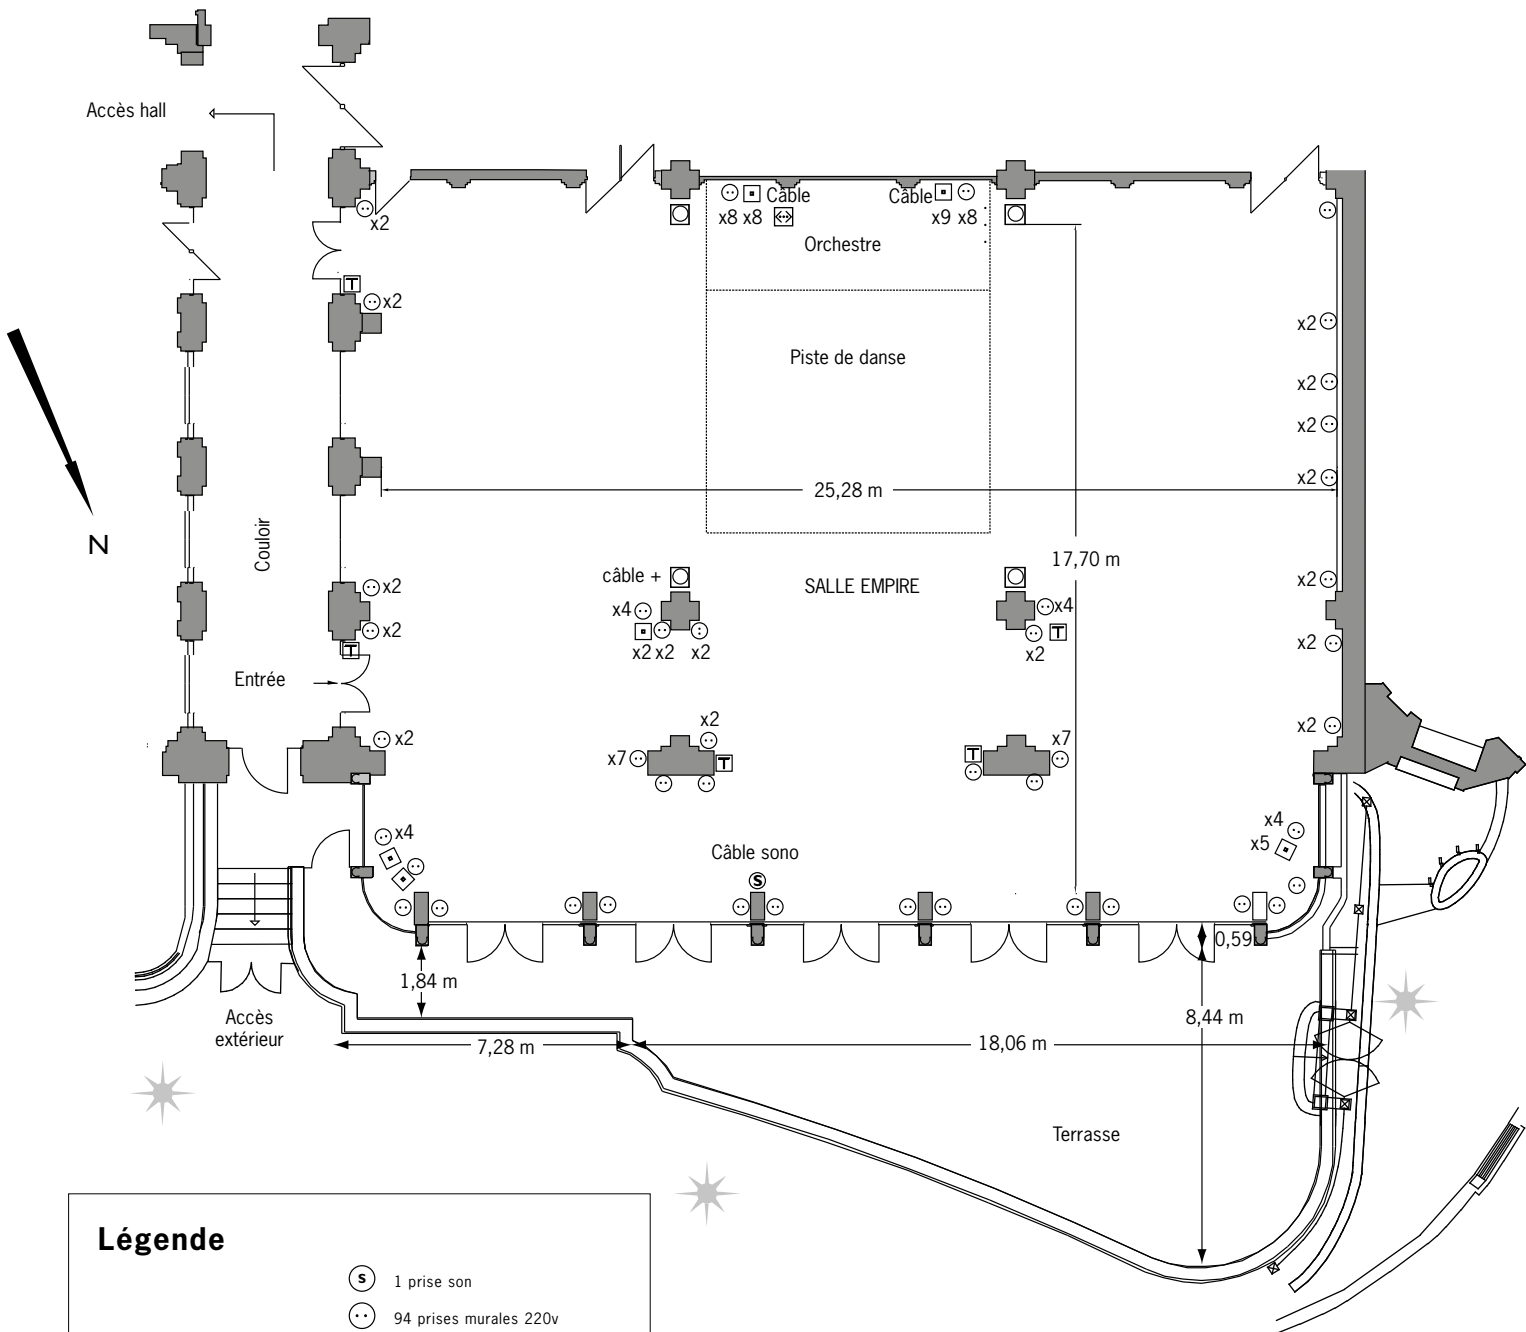 Accès hall
x2
Câble
Câble
x8 x8
x9 x8
Orchestre
T
x2
x2
Piste de danse
x2
x2
x2
25,28 m
N
Couloir
17,70 m
câble +
SALLE EMPIRE
x2
x2
x4
x4
x2
T
x2 x2
x2
x2
T
x2
Entrée
x2
x2
x2
x7
T
T
x7
x4
x4
x5
Câble sono
S
0,59
1,84 m
8,44 m
Accès
extérieur
7,28 m
18,06 m
Terrasse
Légende
S 1 prise son
94 prises murales 220v